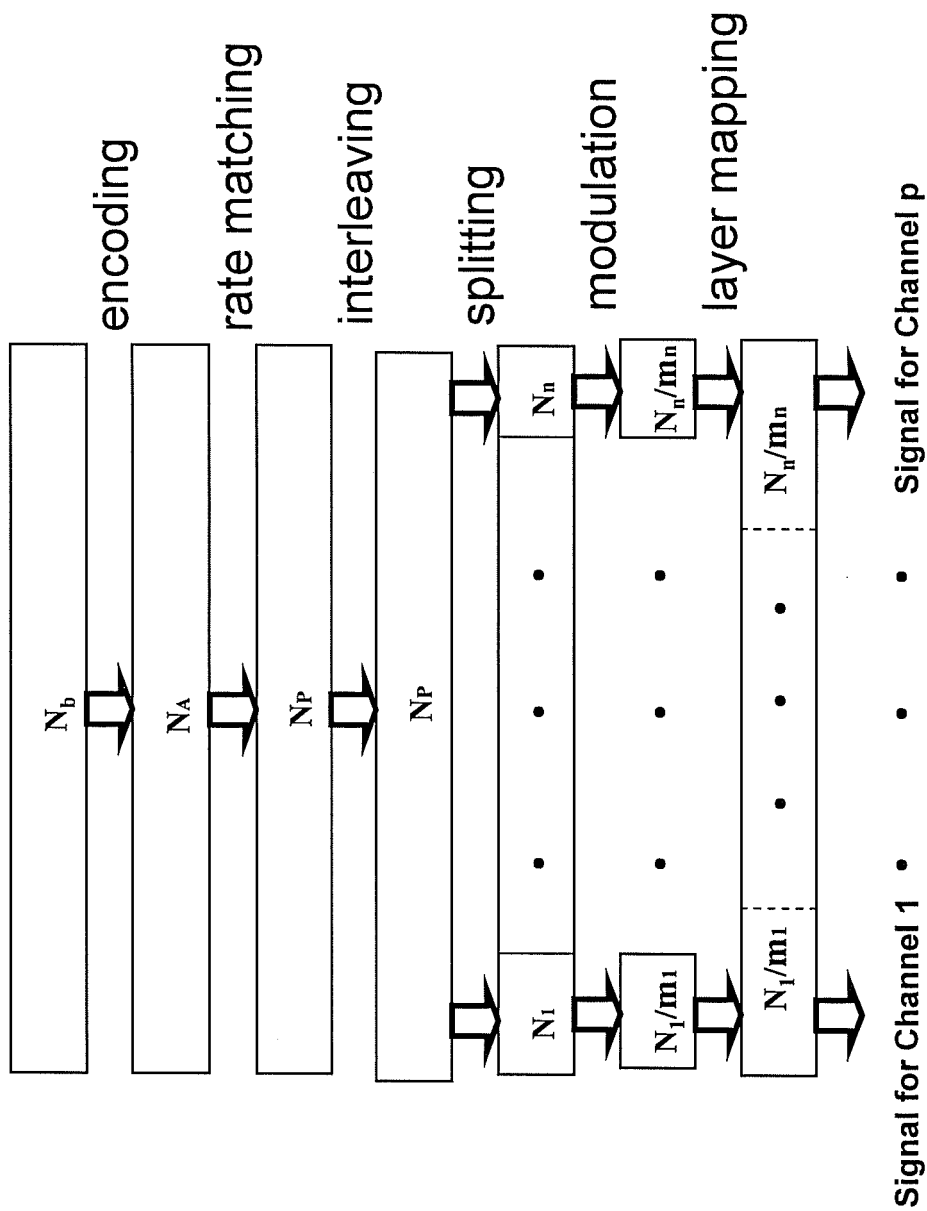 N_b
encoding
N_A
rate matching
N_P
interleaving
N_P
splitting
N_1 N_n
modulation
N_1/m_1 N_n/m_n
layer mapping
N_1/m_1 N_n/m_n
Signal for Channel 1 Signal for Channel p